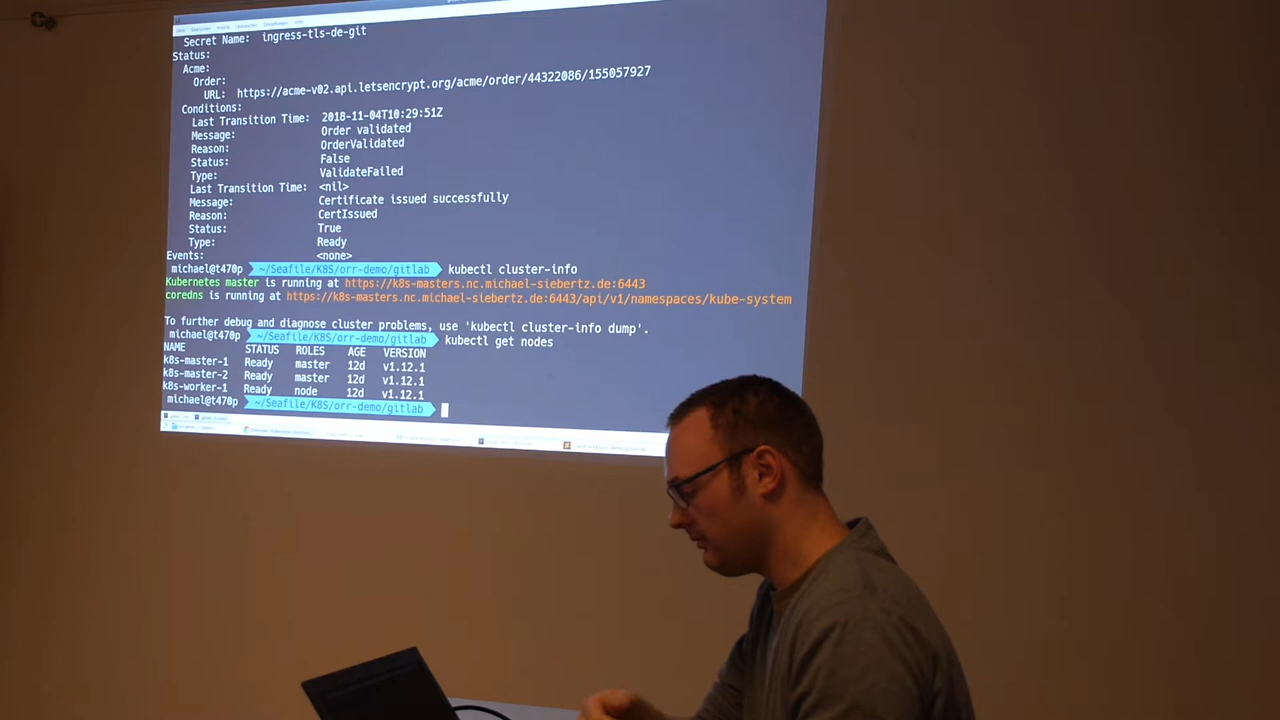 Secret Name: ingress-tls-de-git
Status:
Acme:
Order:
URL: https://acme-v02.api.letsencrypt.org/acme/order/44322086/155057927
Conditions:
Last Transition Time: 2018-11-04T10:29:51Z
Message: Order validated
Reason: OrderValidated
Status: False
Type: ValidateFailed
Last Transition Time: <nil>
Message: Certificate issued successfully
Reason: CertIssued
Status: True
Type: Ready
Events: <none>
michael@t470p ~/Seafile/K8S/orr-demo/gitlab kubectl cluster-info
Kubernetes master is running at https://k8s-masters.nc.michael-siebertz.de:6443
coredns is running at https://k8s-masters.nc.michael-siebertz.de:6443/api/v1/namespaces/kube-system
To further debug and diagnose cluster problems, use 'kubectl cluster-info dump'.
michael@t470p ~/Seafile/K8S/orr-demo/gitlab kubectl get nodes
NAME STATUS ROLES AGE VERSION
k8s-master-1 Ready master 12d v1.12.1
k8s-master-2 Ready master 12d v1.12.1
k8s-worker-1 Ready node 12d v1.12.1
michael@t470p ~/Seafile/K8S/orr-demo/gitlab